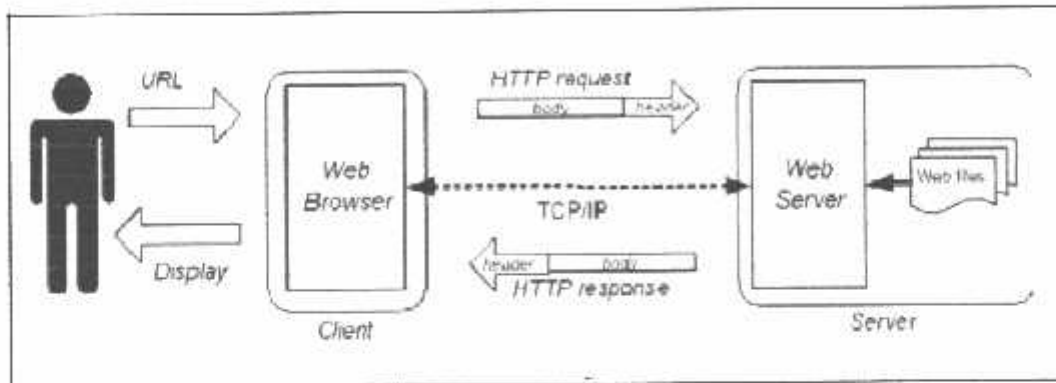 URL
HTTP request
body
header
Web
Browser
Web
Server
Web files
TCP/IP
Display
header
body
HTTP response
Client
Server